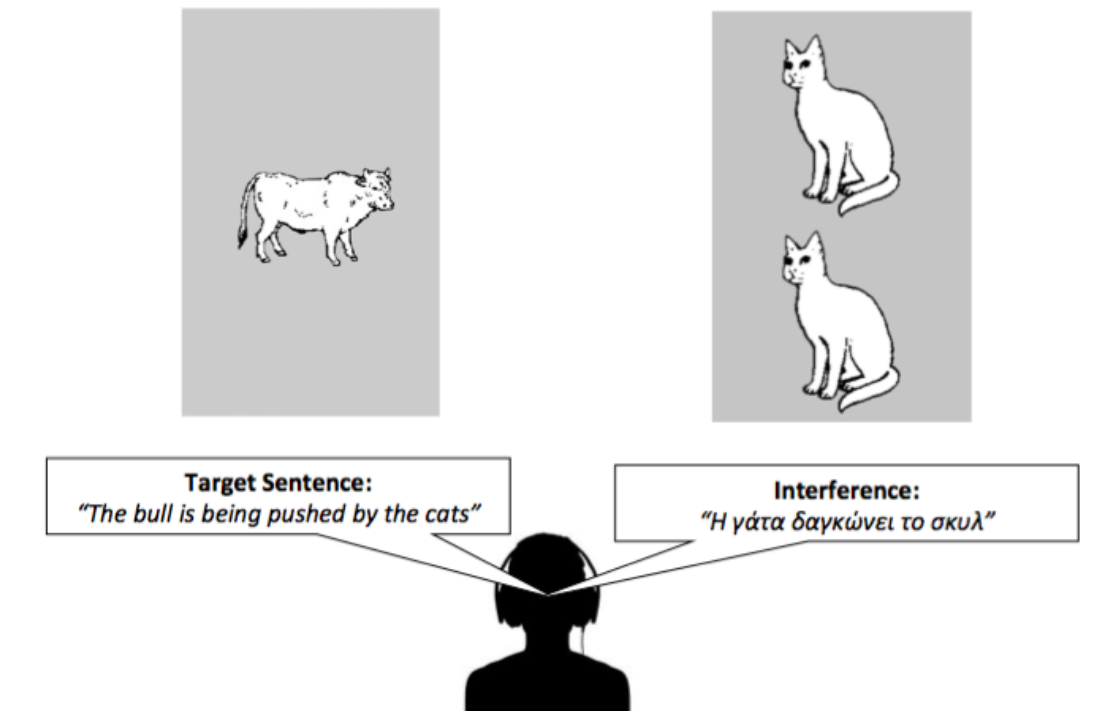 Target Sentence:
“The bull is being pushed by the cats”
Interference:
“Η γάτα δαγκώνει το σκυλ”